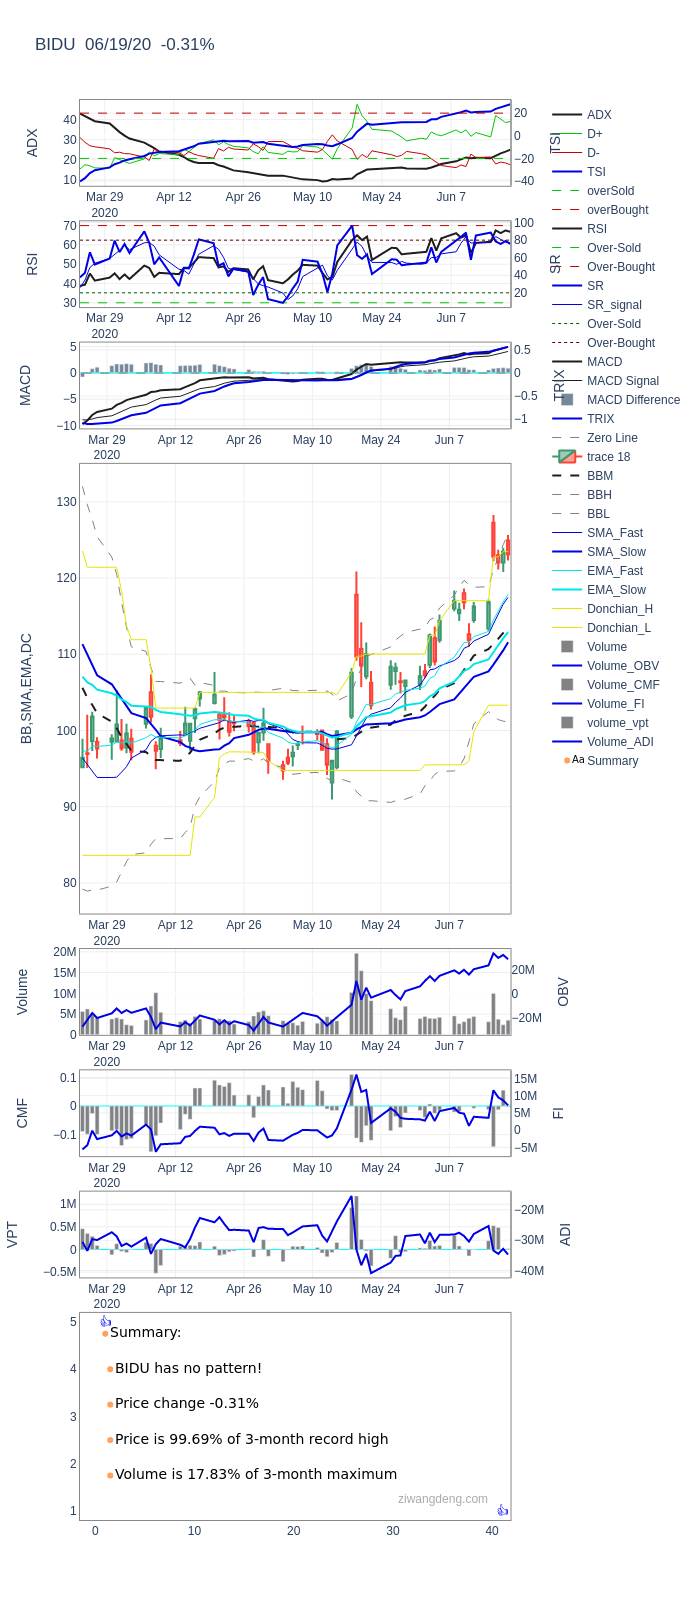 BIDU 06/19/20 -0.31%
ADX
40
30
20
10
20
0
−20
−40
TSI
Mar 29
2020
Apr 12
Apr 26
May 10
May 24
Jun 7
RSI
70
60
50
40
30
100
80
60
40
20
SR
Mar 29
2020
Apr 12
Apr 26
May 10
May 24
Jun 7
MACD
5
0
−5
−10
0.5
0
−0.5
−1
TRIX
Mar 29
2020
Apr 12
Apr 26
May 10
May 24
Jun 7
BB,SMA,EMA,DC
130
120
110
100
90
80
Mar 29
2020
Apr 12
Apr 26
May 10
May 24
Jun 7
Volume
20M
15M
10M
5M
0
20M
0
−20M
OBV
Mar 29
2020
Apr 12
Apr 26
May 10
May 24
Jun 7
CMF
0.1
0
−0.1
15M
10M
5M
0
−5M
FI
Mar 29
2020
Apr 12
Apr 26
May 10
May 24
Jun 7
VPT
1M
0.5M
0
−0.5M
−20M
−30M
−40M
ADI
Mar 29
2020
Apr 12
Apr 26
May 10
May 24
Jun 7
5
4
3
2
1
Summary:
BIDU has no pattern!
Price change -0.31%
Price is 99.69% of 3-month record high
Volume is 17.83% of 3-month maximum
ziwangdeng.com
0
10
20
30
40
ADX
D+
D-
TSI
overSold
overBought
RSI
Over-Sold
Over-Bought
SR
SR_signal
Over-Sold
Over-Bought
MACD
MACD Signal
MACD Difference
TRIX
Zero Line
trace 18
BBM
BBH
BBL
SMA_Fast
SMA_Slow
EMA_Fast
EMA_Slow
Donchian_H
Donchian_L
Volume
Volume_OBV
Volume_CMF
Volume_FI
volume_vpt
Volume_ADI
Aa Summary